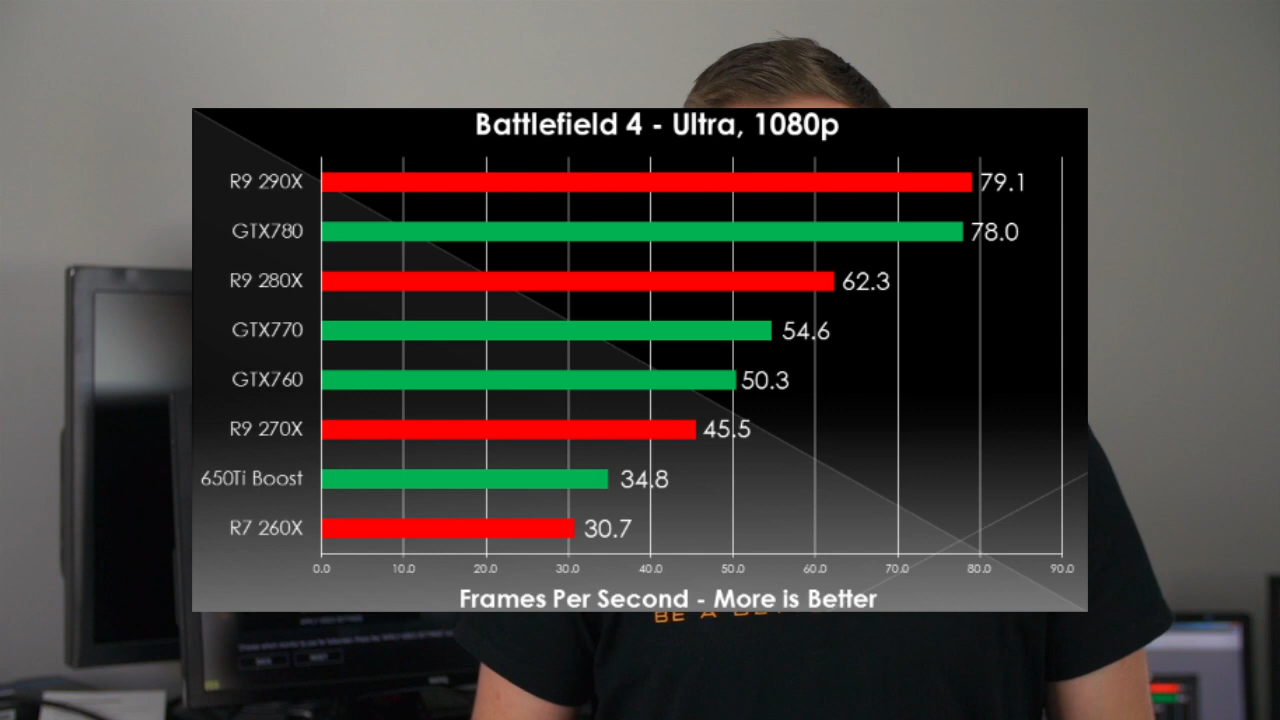 Battlefield 4 - Ultra, 1080p
R9 290X 79.1
GTX780 78.0
R9 280X 62.3
GTX770 54.6
GTX760 50.3
R9 270X 45.5
650Ti Boost 34.8
R7 260X 30.7
0.0 10.0 20.0 30.0 40.0 50.0 60.0 70.0 80.0 90.0
Frames Per Second - More is Better
BE A